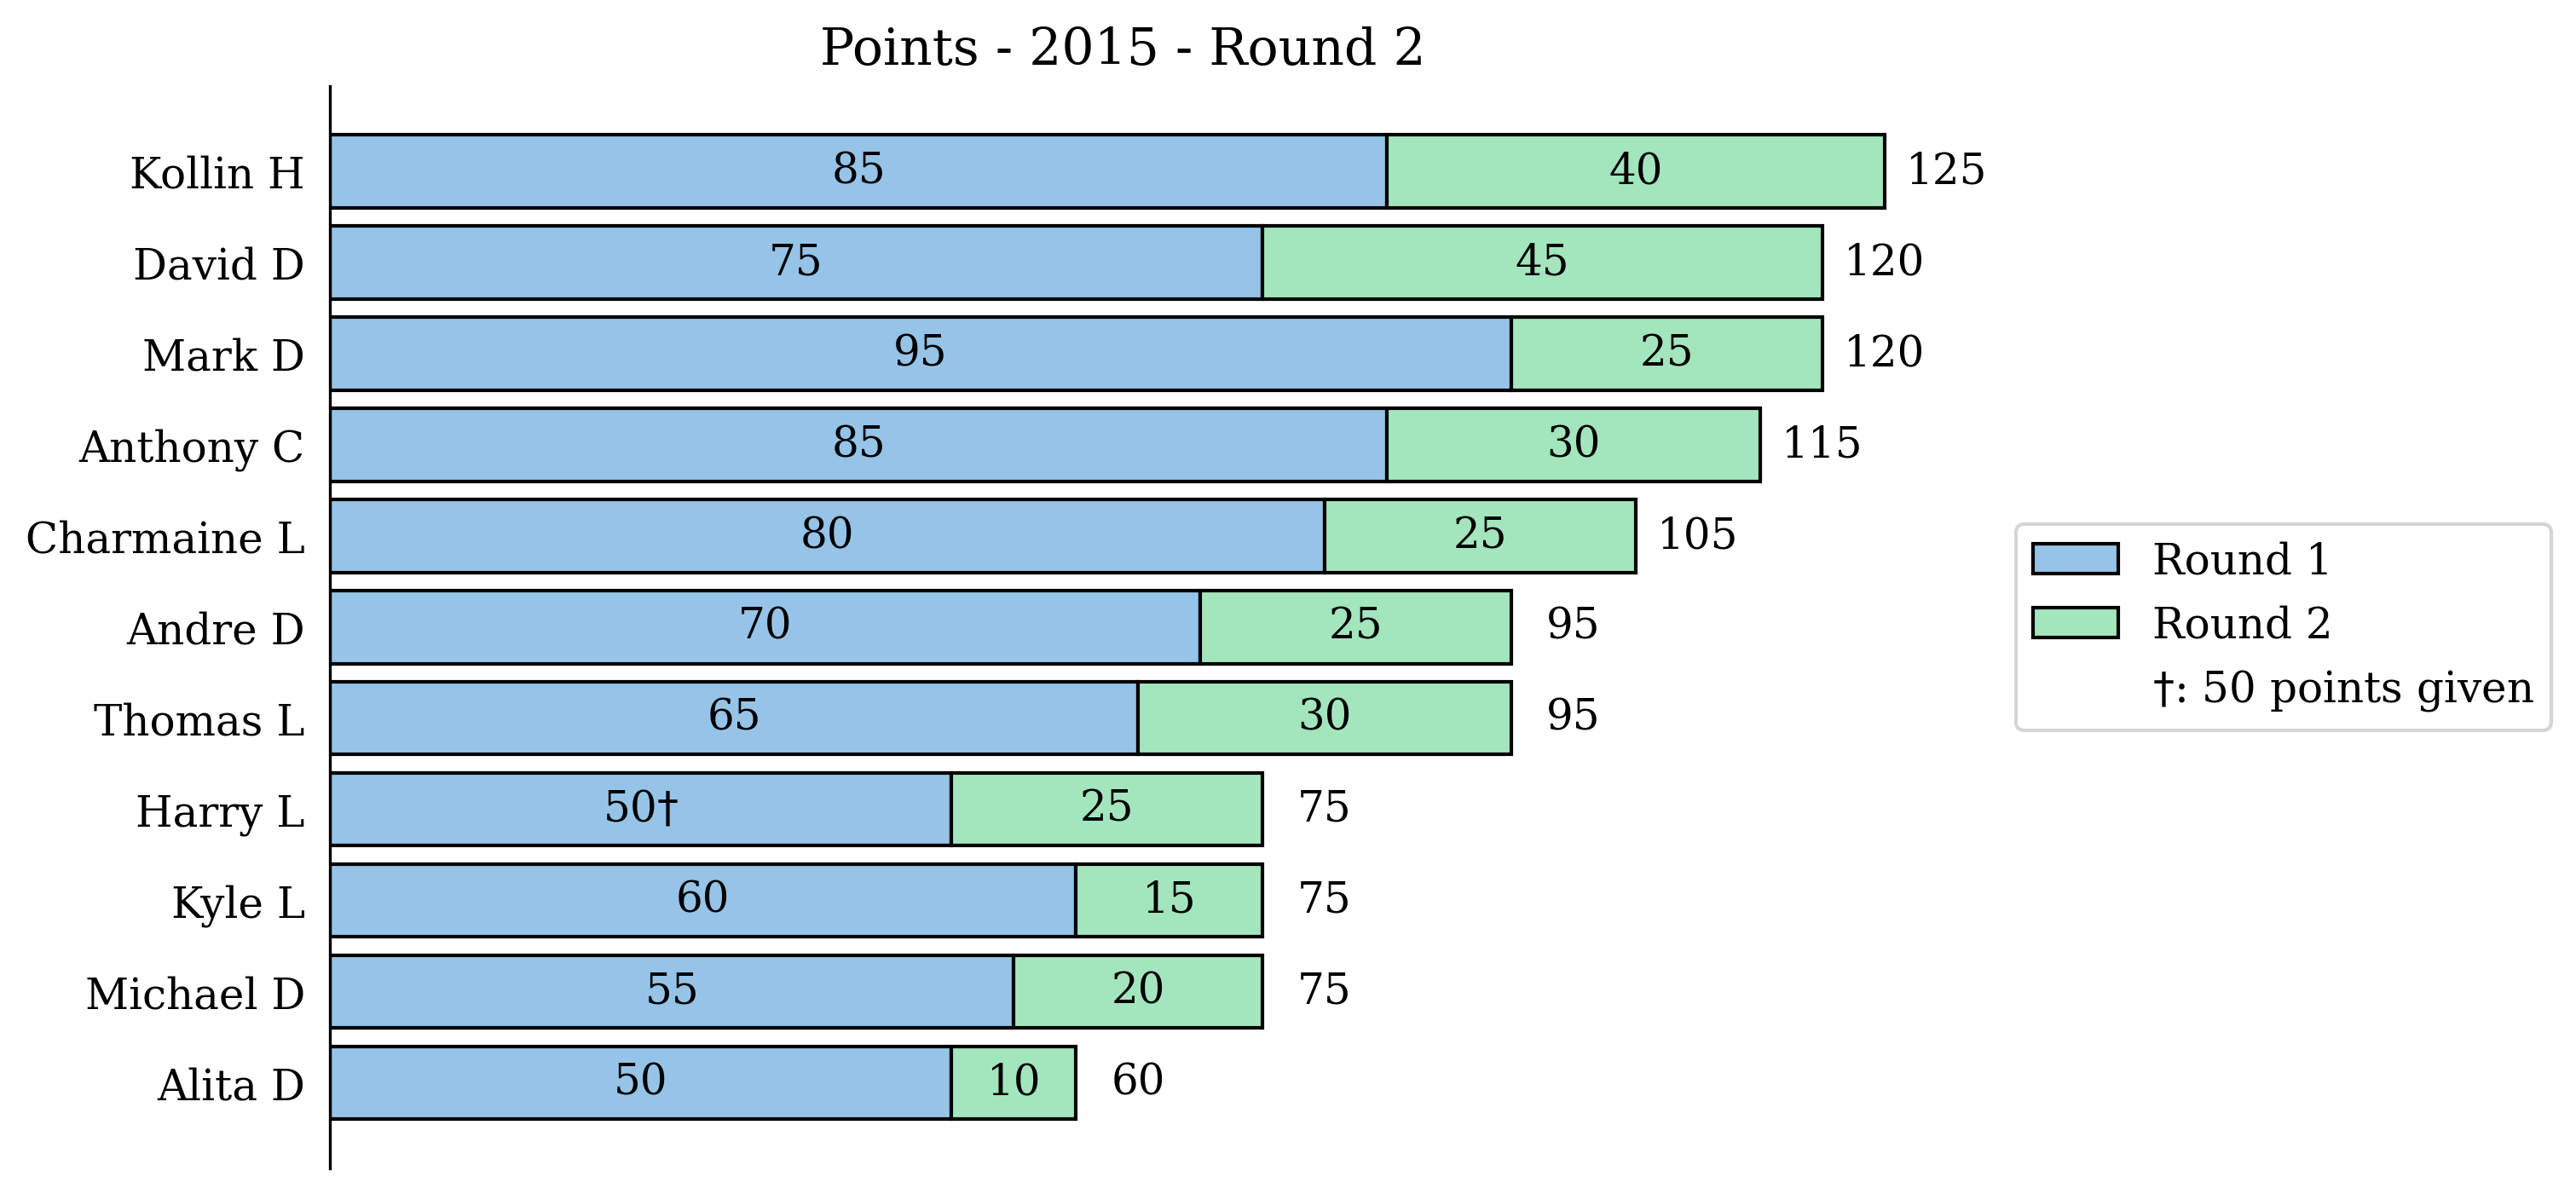 Points - 2015 - Round 2
Kollin H 85 40 125
David D 75 45 120
Mark D 95 25 120
Anthony C 85 30 115
Charmaine L 80 25 105
Andre D 70 25 95
Thomas L 65 30 95
Harry L 50† 25 75
Kyle L 60 15 75
Michael D 55 20 75
Alita D 50 10 60
Round 1
Round 2
†: 50 points given